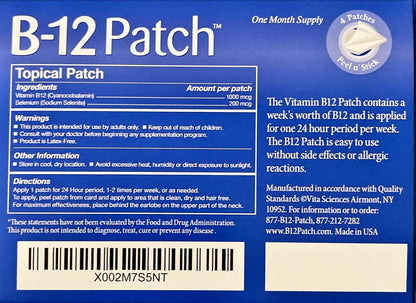 B-12 Patch™
One Month Supply
4 Patches
Peel n' Stick
Topical Patch
Ingredients Amount per patch
Vitamin B12 (Cyanocobalamin) 1000 mcg
Selenium (Sodium Selenite) 200 mcg
Warnings
■ This product is intended for use by adults only. ■ Keep out of reach of children.
■ Consult with your doctor before beginning any supplementation program.
■ Product is Latex-Free.
Other Information
■ Store in cool, dry location. ■ Avoid excessive heat, humidity or direct exposure to sunlight.
Directions
Apply 1 patch for 24 Hour period, 1-2 times per week, or as needed.
To apply, peel patch from card and apply to area that is clean, dry and hair free.
For maximum effectiveness, place behind the earlobe on the upper part of the neck.
*These statements have not been evaluated by the Food and Drug Administration.
This product is not intended to diagnose, treat, cure or prevent any disease.
X002M7S5NT
The Vitamin B12 Patch contains a
week's worth of B12 and is applied
for one 24 hour period per week.
The B12 Patch is easy to use
without side effects or allergic
reactions.
Manufactured in accordance with Quality
Standards ©Vita Sciences Airmont, NY
10952. For information or to order:
877-B12-Patch, 877-212-7282
www.B12Patch.com. Made in USA